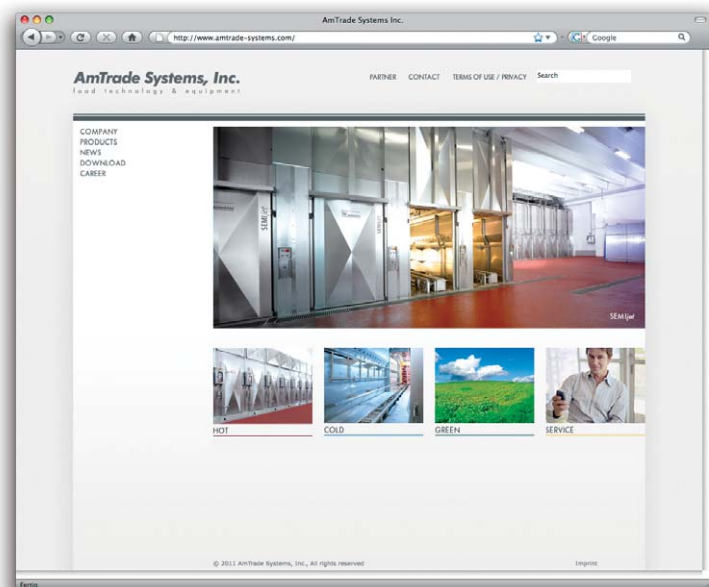 AmTrade Systems Inc.
http://www.amtrade-systems.com/
Google
AmTrade Systems, Inc.
food technology & equipment
PARTNER CONTACT TERMS OF USE / PRIVACY Search
COMPANY
PRODUCTS
NEWS
DOWNLOAD
CAREER
SEMIjet
SEMIjet
HOT COLD GREEN SERVICE
© 2011 AmTrade Systems, Inc., All rights reserved Imprint
Fertig